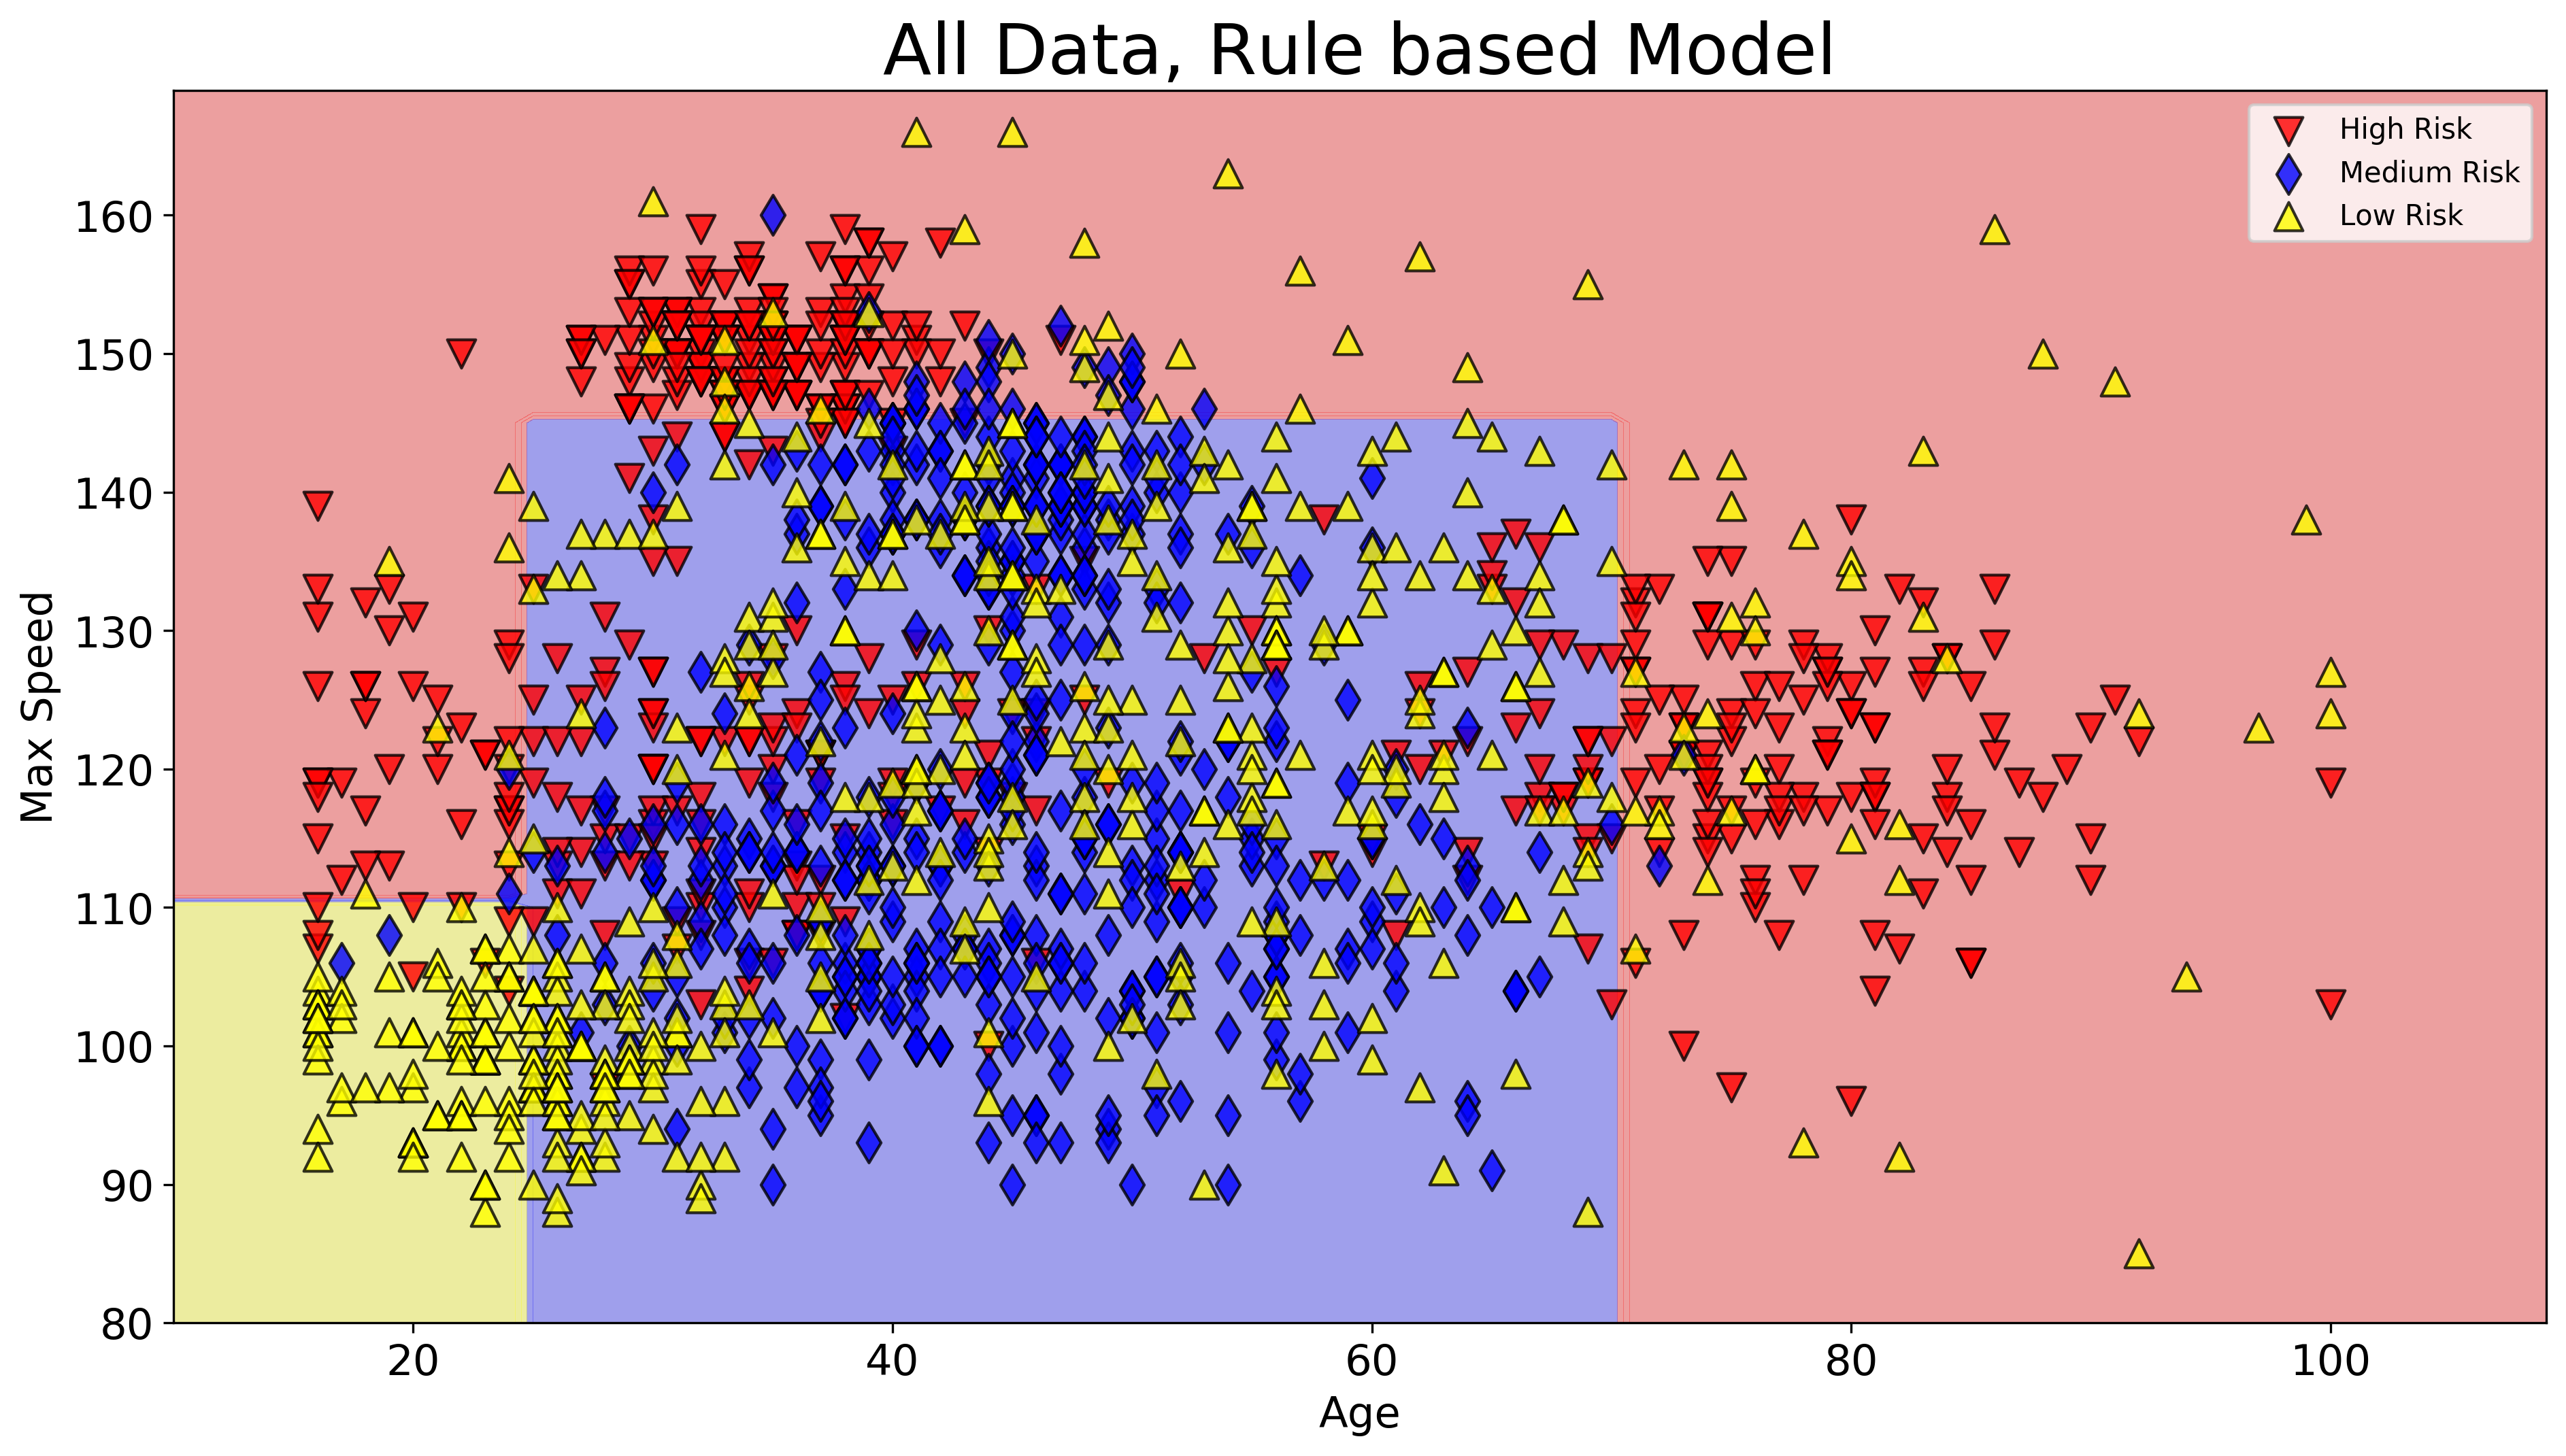 All Data, Rule based Model
High Risk
Medium Risk
Low Risk
Max Speed
160
150
140
130
120
110
100
90
80
20 40 60 80 100
Age